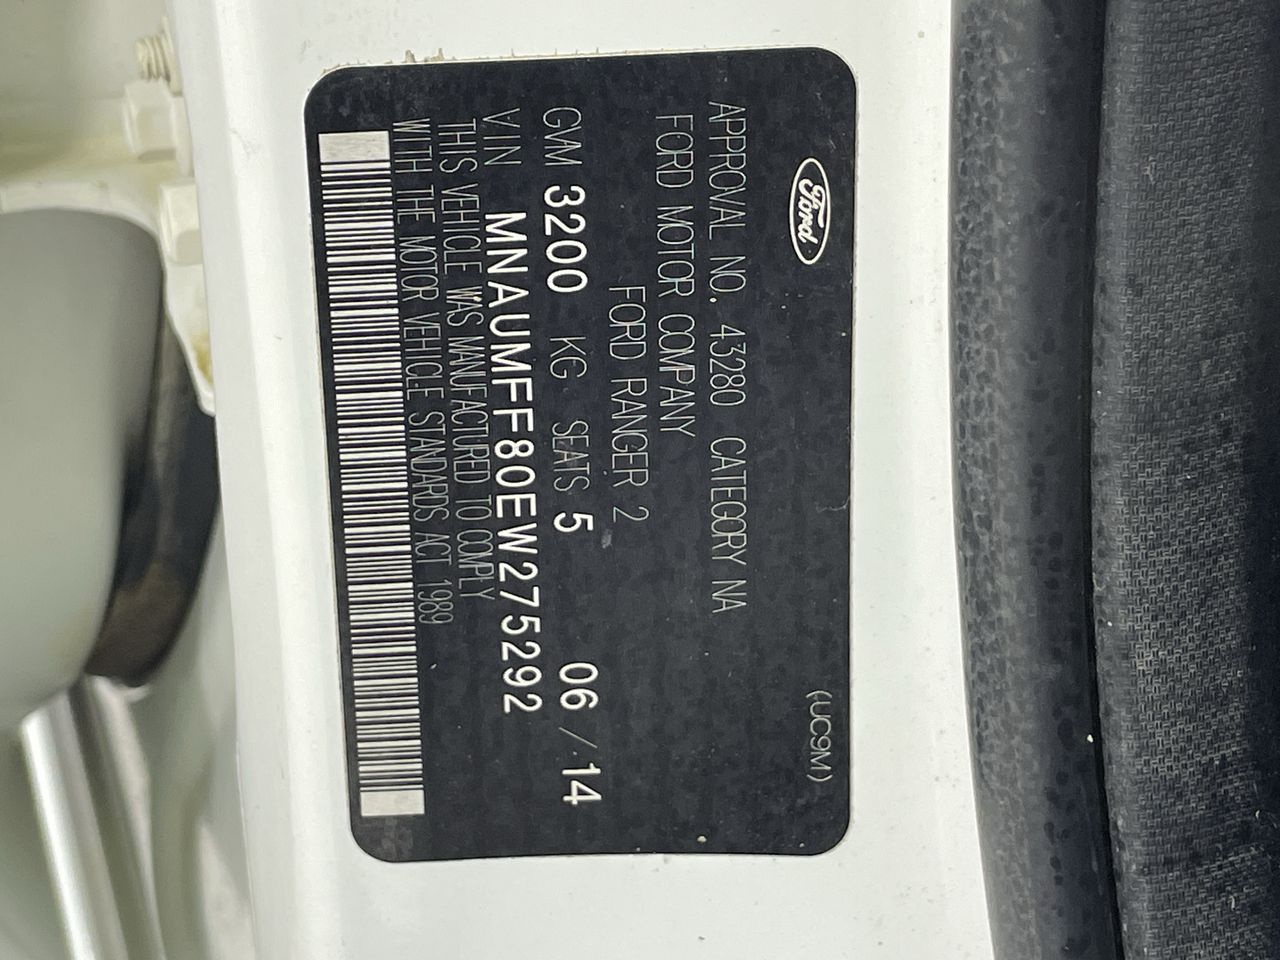 Ford
(UC9M)
APPROVAL NO. 43280 CATEGORY NA
FORD MOTOR COMPANY
FORD RANGER 2
GVM 3200 KG SEATS 5 06/14
VIN MNAUMFF80EW275292
THIS VEHICLE WAS MANUFACTURED TO COMPLY
WITH THE MOTOR VEHICLE STANDARDS ACT 1989